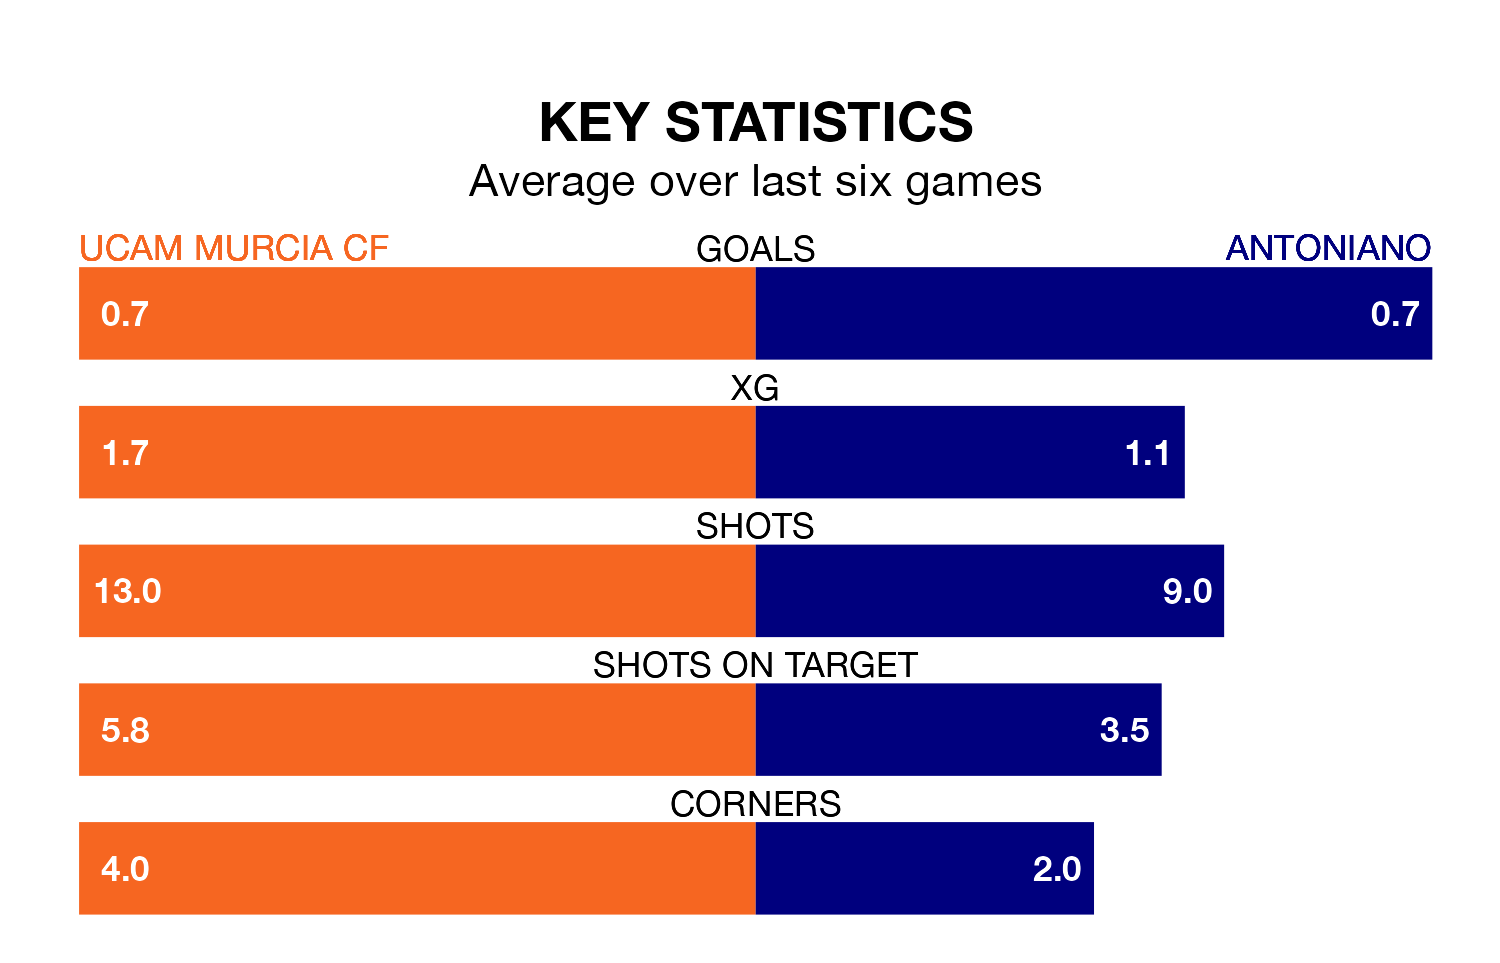 KEY STATISTICS
Average over last six games
UCAM MURCIA CF GOALS ANTONIANO
0.7 0.7
XG
1.7 1.1
SHOTS
13.0 9.0
SHOTS ON TARGET
5.8 3.5
CORNERS
4.0 2.0